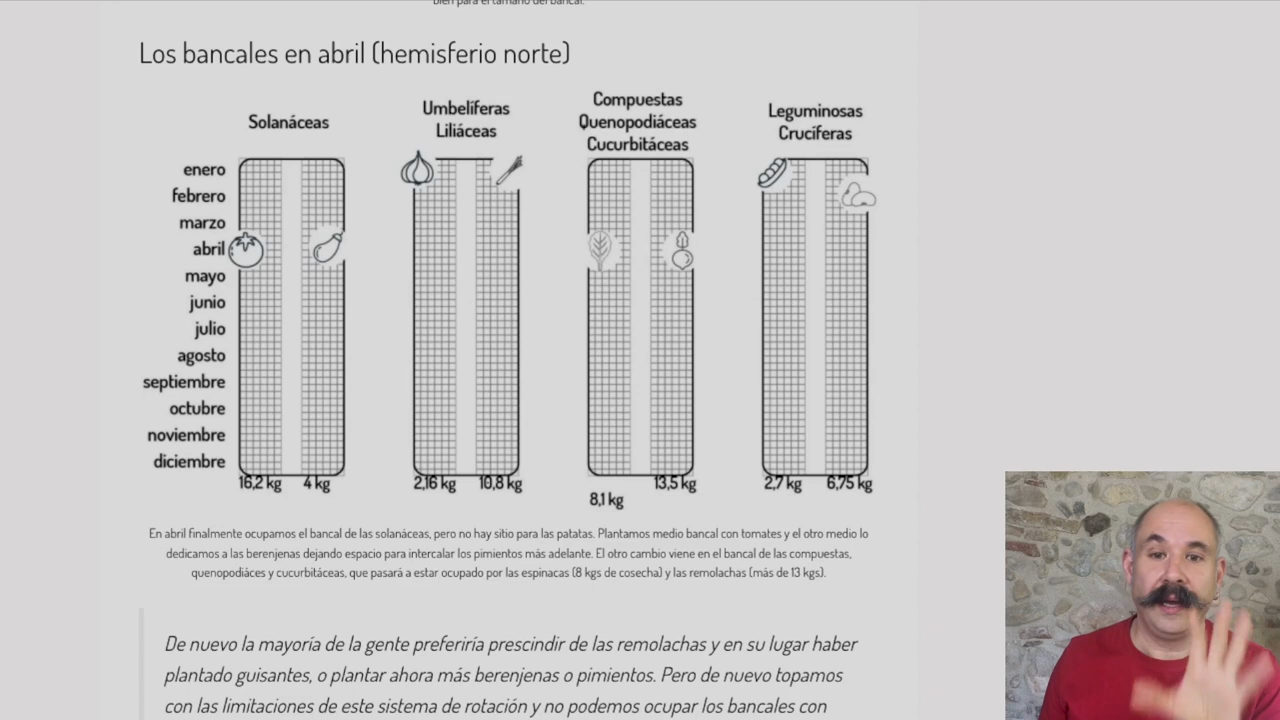 bien para el tamaño del bancal.
Los bancales en abril (hemisferio norte)
Solanáceas
Umbelíferas
Liliáceas
Compuestas
Quenopodiáceas
Cucurbitáceas
Leguminosas
Crucíferas
enero
febrero
marzo
abril
mayo
junio
julio
agosto
septiembre
octubre
noviembre
diciembre
16,2 kg 4 kg
2,16 kg 10,8 kg
8,1 kg 13,5 kg
2,7 kg 6,75 kg
En abril finalmente ocupamos el bancal de las solanáceas, pero no hay sitio para las patatas. Plantamos medio bancal con tomates y el otro medio lo
dedicamos a las berenjenas dejando espacio para intercalar los pimientos más adelante. El otro cambio viene en el bancal de las compuestas,
quenopodiáces y cucurbitáceas, que pasará a estar ocupado por las espinacas (8 kgs de cosecha) y las remolachas (más de 13 kgs).
De nuevo la mayoría de la gente preferiría prescindir de las remolachas y en su lugar haber
plantado guisantes, o plantar ahora más berenjenas o pimientos. Pero de nuevo topamos
con las limitaciones de este sistema de rotación y no podemos ocupar los bancales con